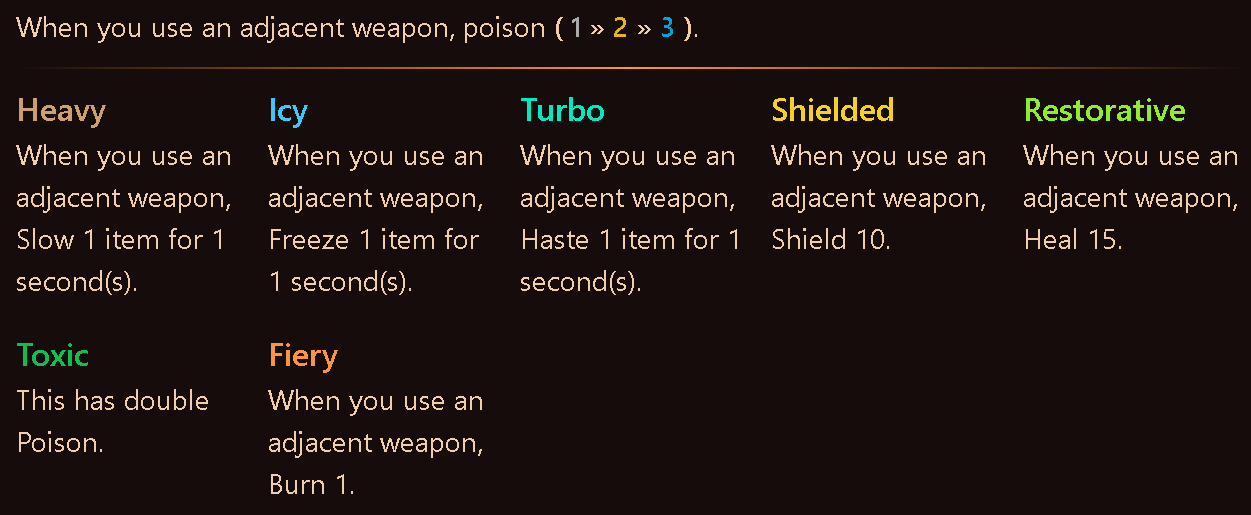 When you use an adjacent weapon, poison ( 1 » 2 » 3 ).
Heavy
When you use an
adjacent weapon,
Slow 1 item for 1
second(s).
Icy
When you use an
adjacent weapon,
Freeze 1 item for
1 second(s).
Turbo
When you use an
adjacent weapon,
Haste 1 item for 1
second(s).
Shielded
When you use an
adjacent weapon,
Shield 10.
Restorative
When you use an
adjacent weapon,
Heal 15.
Toxic
This has double
Poison.
Fiery
When you use an
adjacent weapon,
Burn 1.